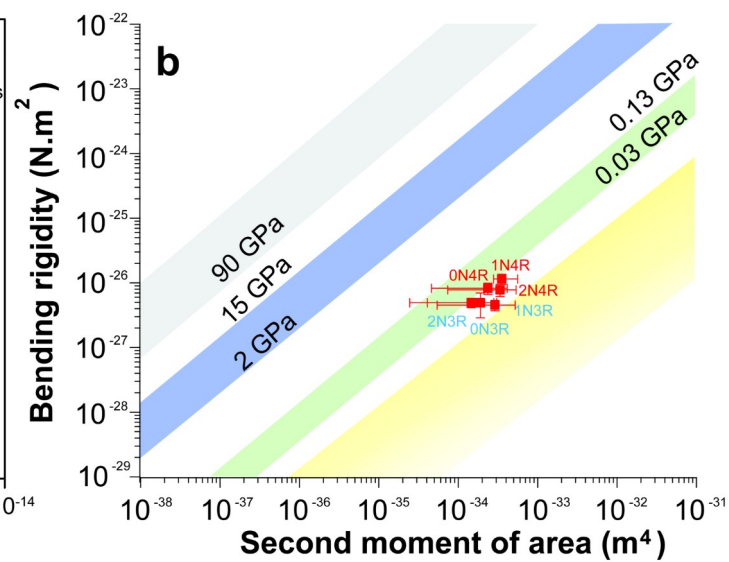 b
Bending rigidity (N.m²)
10⁻²²
10⁻²³
10⁻²⁴
10⁻²⁵
10⁻²⁶
10⁻²⁷
10⁻²⁸
10⁻²⁹
90 GPa
15 GPa
2 GPa
0.13 GPa
0.03 GPa
1N4R
0N4R
2N4R
1N3R
2N3R
0N3R
0⁻¹⁴
10⁻³⁸ 10⁻³⁷ 10⁻³⁶ 10⁻³⁵ 10⁻³⁴ 10⁻³³ 10⁻³² 10⁻³¹
Second moment of area (m⁴)